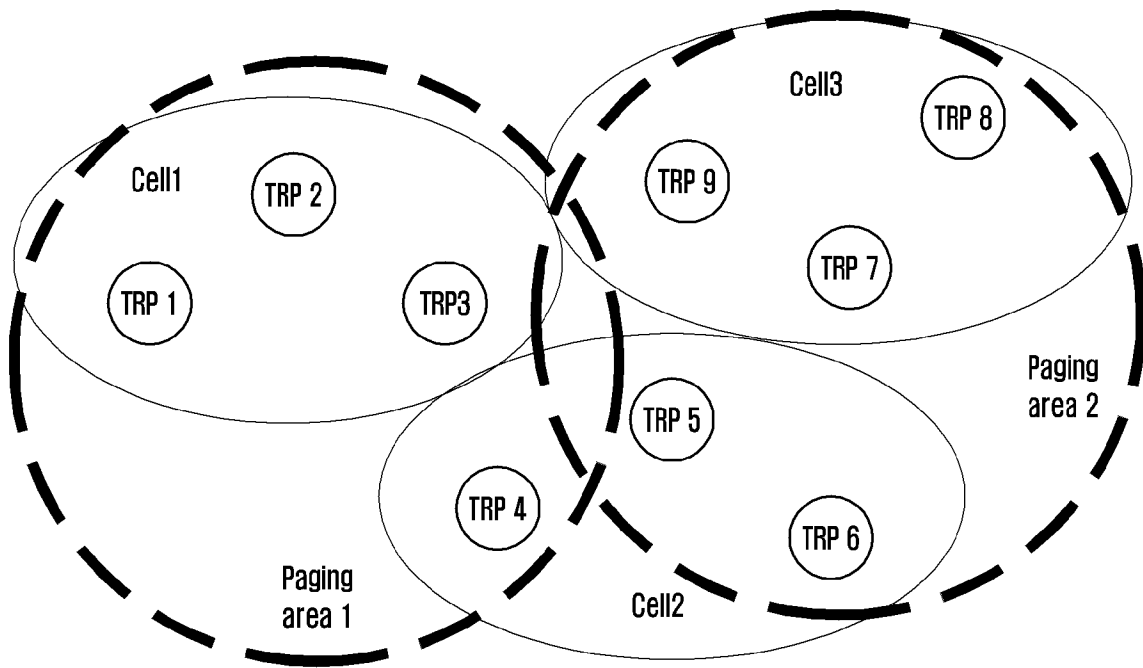 Cell3
TRP 8
Cell1
TRP 2
TRP 9
TRP 7
TRP 1
TRP3
Paging
area 2
TRP 5
TRP 4
TRP 6
Paging
area 1
Cell2